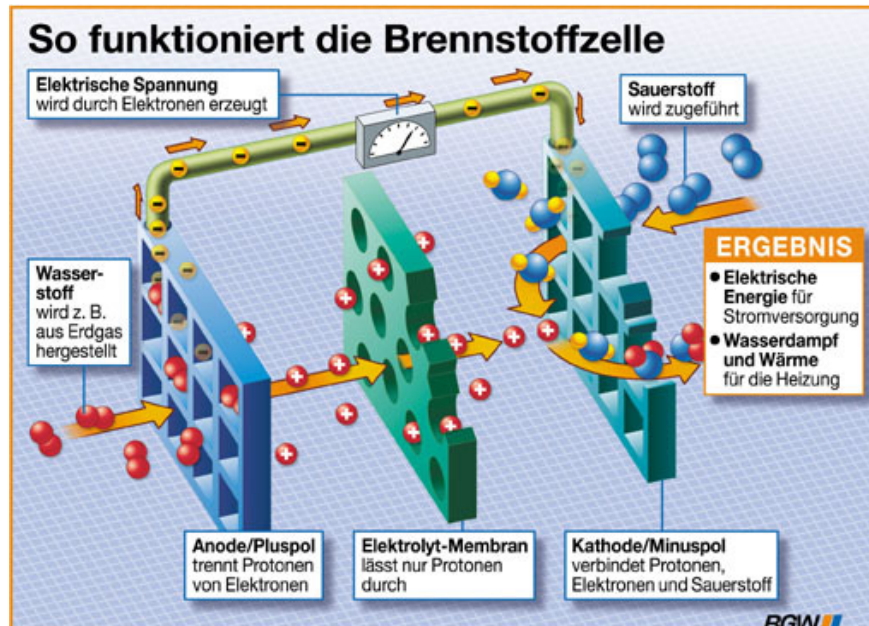 So funktioniert die Brennstoffzelle
Elektrische Spannung
wird durch Elektronen erzeugt
Sauerstoff
wird zugeführt
Wasser-
stoff
wird z. B.
aus Erdgas
hergestellt
ERGEBNIS
• Elektrische
Energie für
Stromversorgung
• Wasserdampf
und Wärme
für die Heizung
Anode/Pluspol
trennt Protonen
von Elektronen
Elektrolyt-Membran
lässt nur Protonen
durch
Kathode/Minuspol
verbindet Protonen,
Elektronen und Sauerstoff